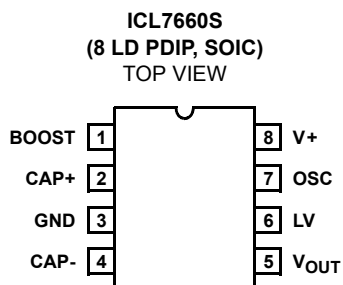 ICL7660S
(8 LD PDIP, SOIC)
TOP VIEW
BOOST 1 8 V+
CAP+ 2 7 OSC
GND 3 6 LV
CAP- 4 5 VOUT